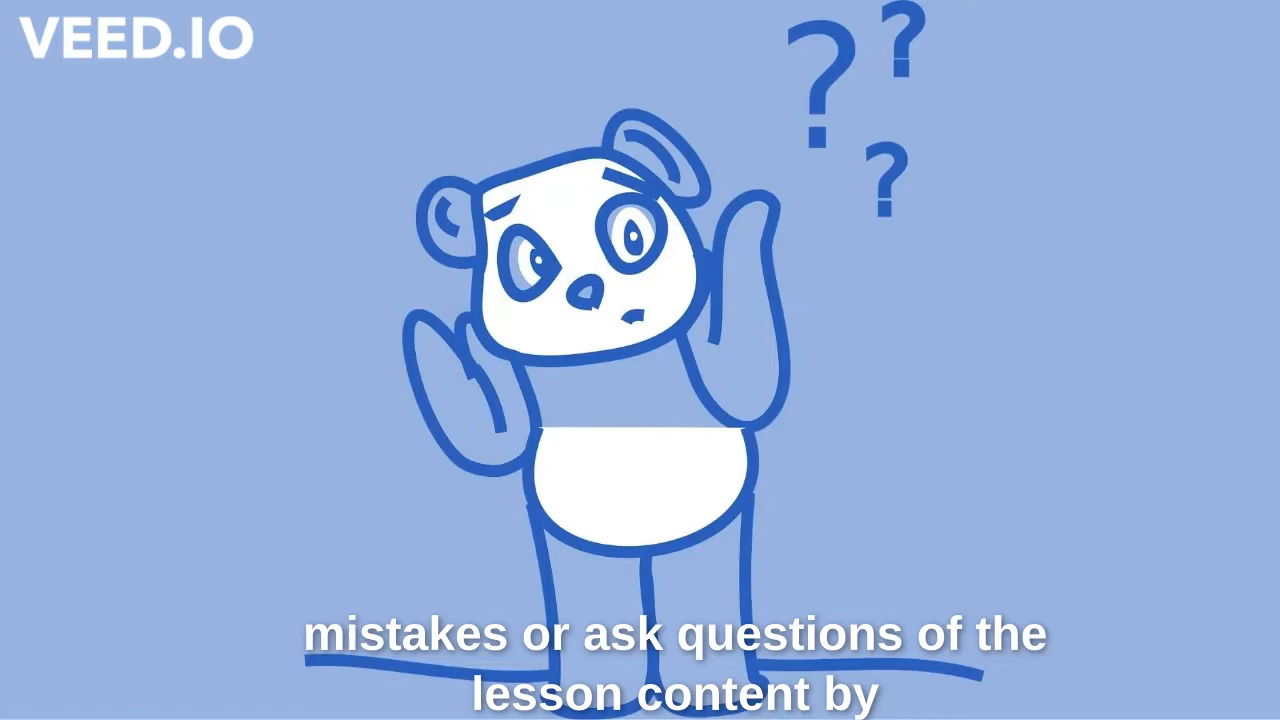 VEED.IO
? ?
?
mistakes or ask questions of the
lesson content by